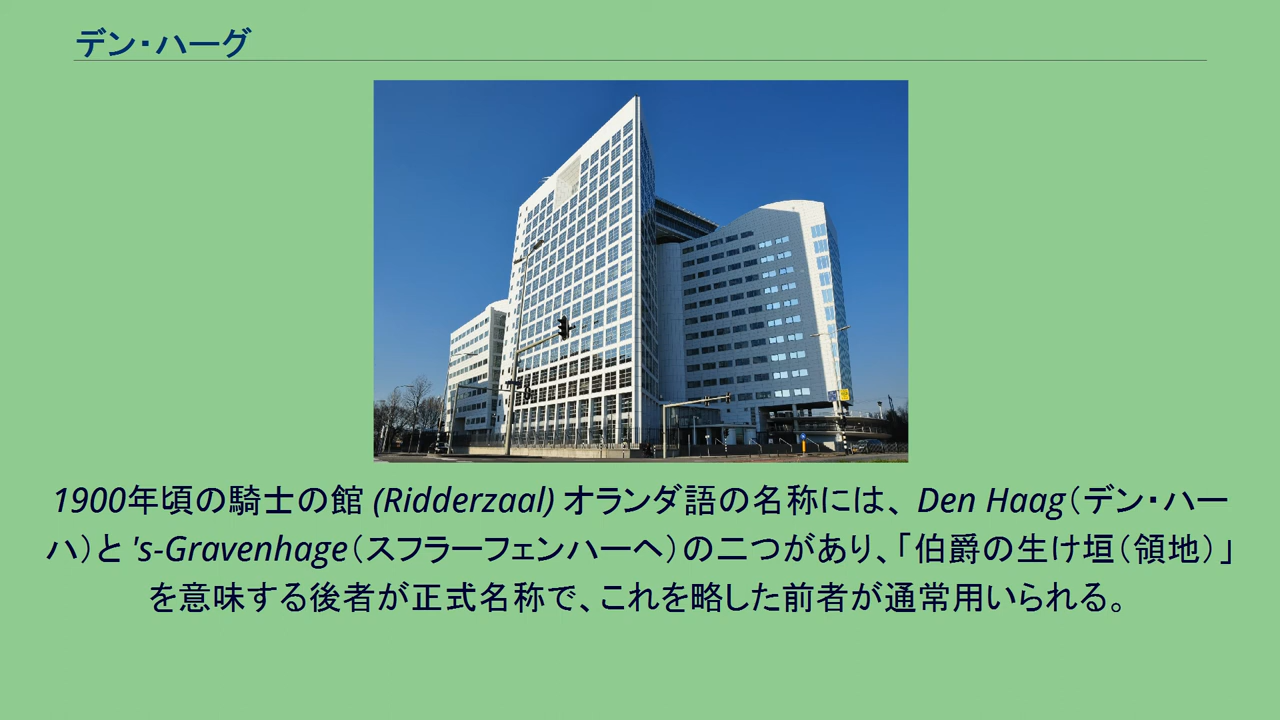 デン・ハーグ
1900年頃の騎士の館 (Ridderzaal) オランダ語の名称には、 Den Haag（デン・ハー
ハ）と 's-Gravenhage（スフラーフェンハーヘ）の二つがあり、「伯爵の生け垣（領地）」
を意味する後者が正式名称で、これを略した前者が通常用いられる。